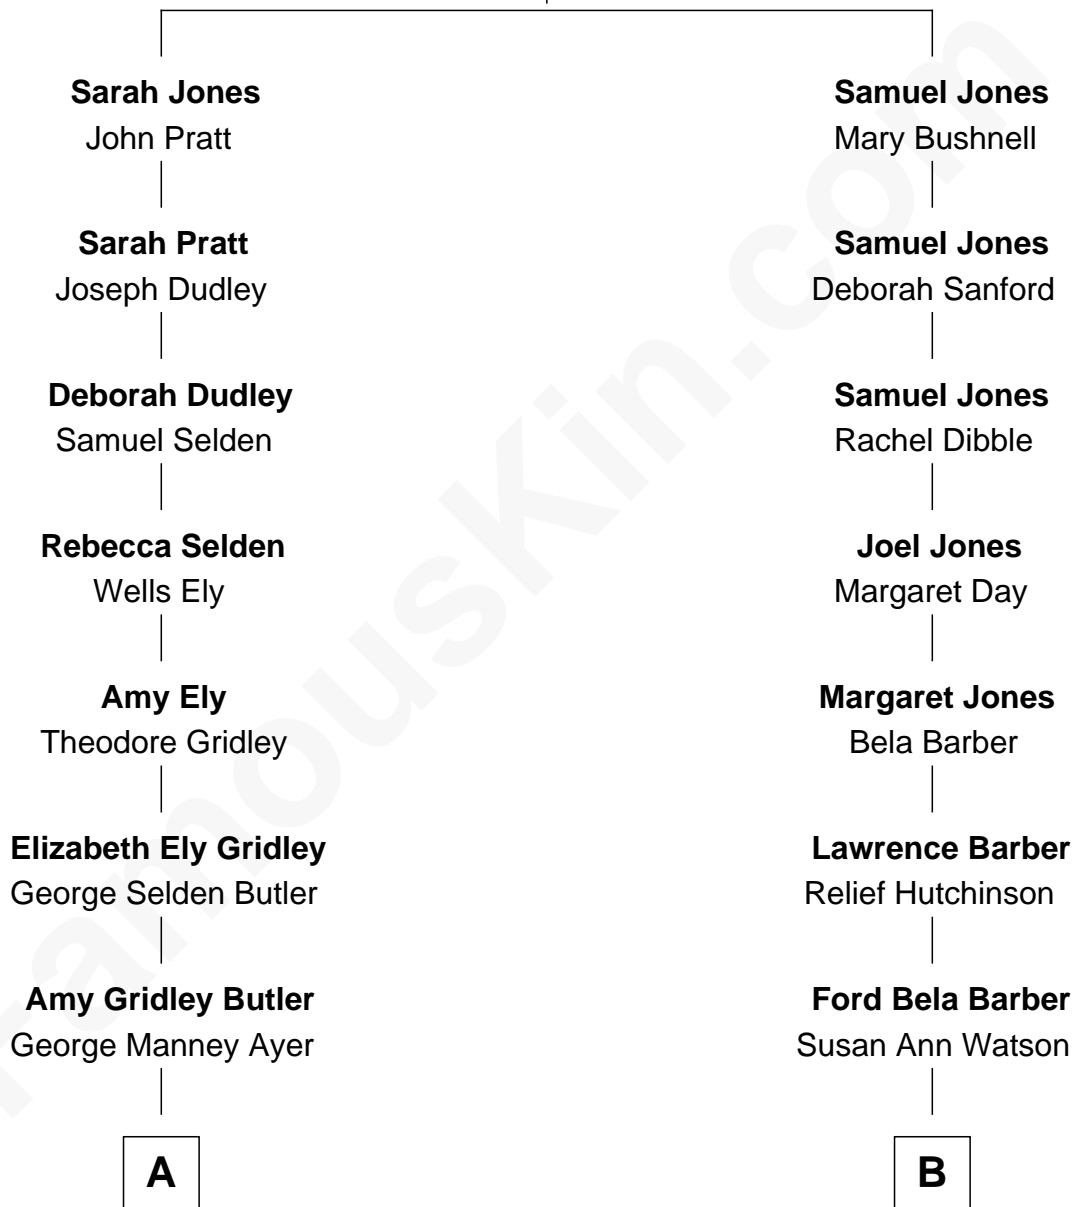 Sarah Jones
John Pratt
Sarah Pratt
Joseph Dudley
Deborah Dudley
Samuel Selden
Rebecca Selden
Wells Ely
Amy Ely
Theodore Gridley
Elizabeth Ely Gridley
George Selden Butler
Amy Gridley Butler
George Manney Ayer
A
Samuel Jones
Mary Bushnell
Samuel Jones
Deborah Sanford
Samuel Jones
Rachel Dibble
Joel Jones
Margaret Day
Margaret Jones
Bela Barber
Lawrence Barber
Relief Hutchinson
Ford Bela Barber
Susan Ann Watson
B
FamousKin.com